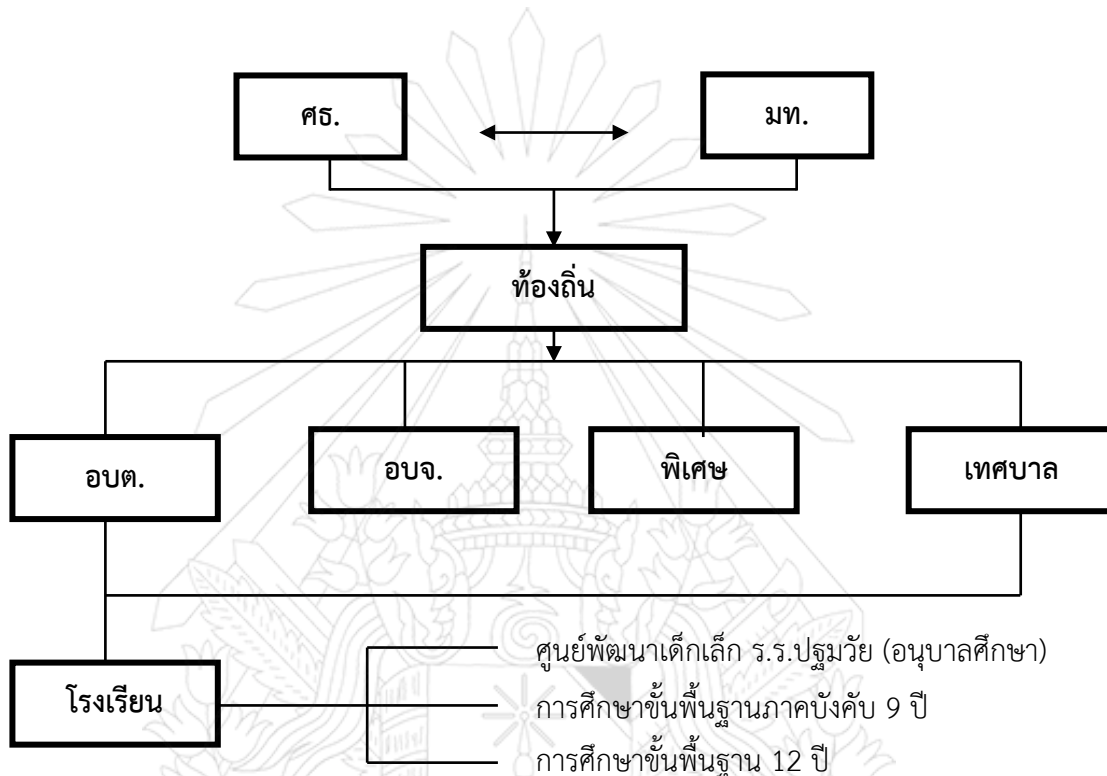 ศธ.
มท.
ท้องถิ่น
อบต.
อบจ.
พิเศษ
เทศบาล
โรงเรียน
ศูนย์พัฒนาเด็กเล็ก ร.ร.ปฐมวัย (อนุบาลศึกษา)
การศึกษาขั้นพื้นฐานภาคบังคับ 9 ปี
การศึกษาขั้นพื้นฐาน 12 ปี